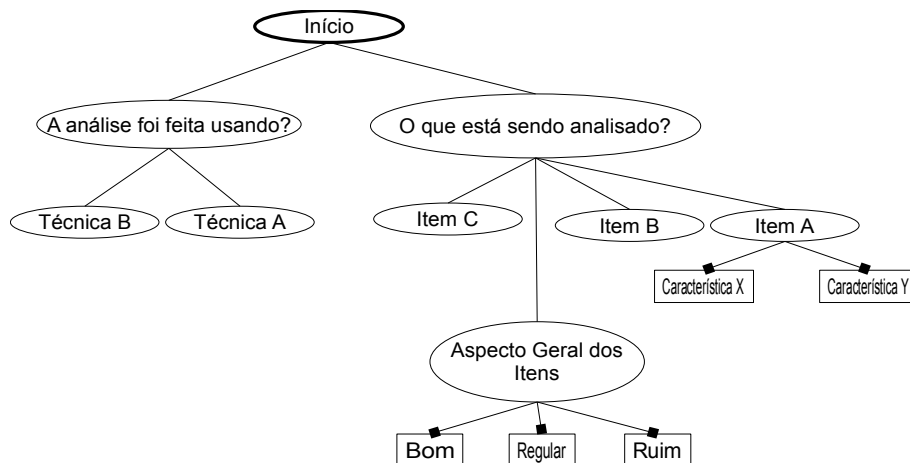 Início
A análise foi feita usando?
O que está sendo analisado?
Técnica B
Técnica A
Item C
Item B
Item A
Característica X
Característica Y
Aspecto Geral dos
Itens
Bom
Regular
Ruim